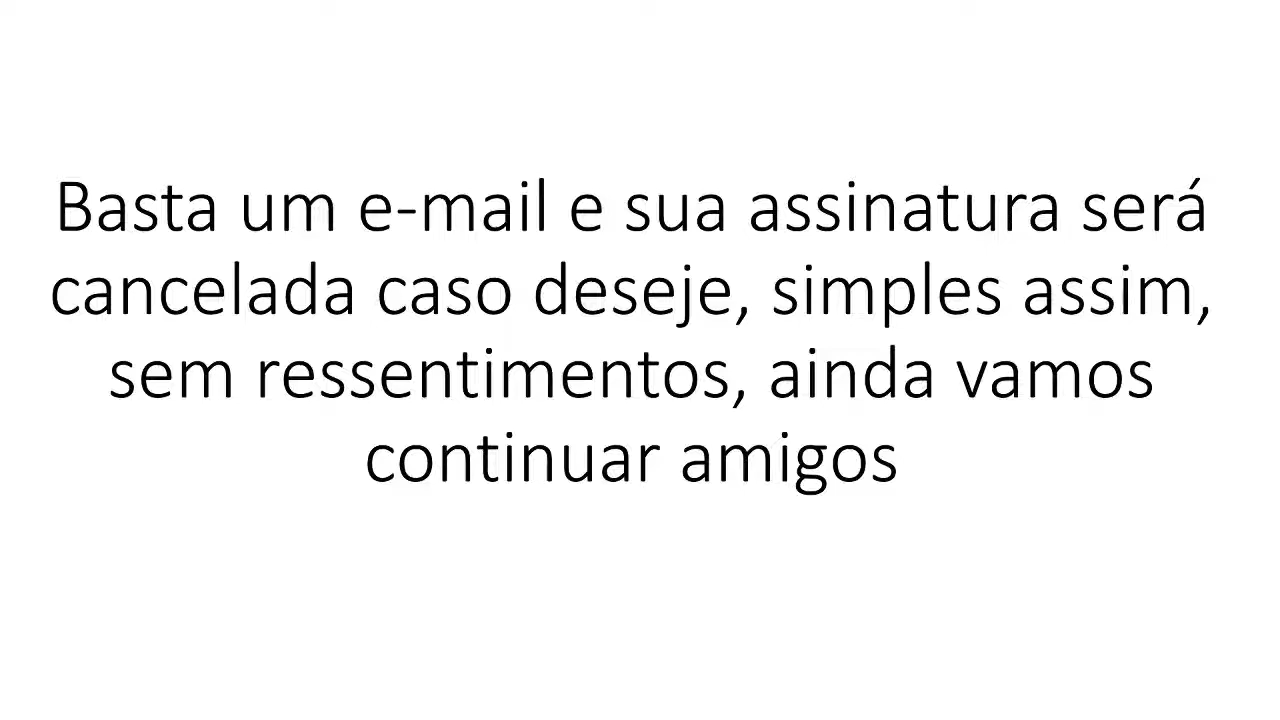 Basta um e-mail e sua assinatura será
cancelada caso deseje, simples assim,
sem ressentimentos, ainda vamos
continuar amigos